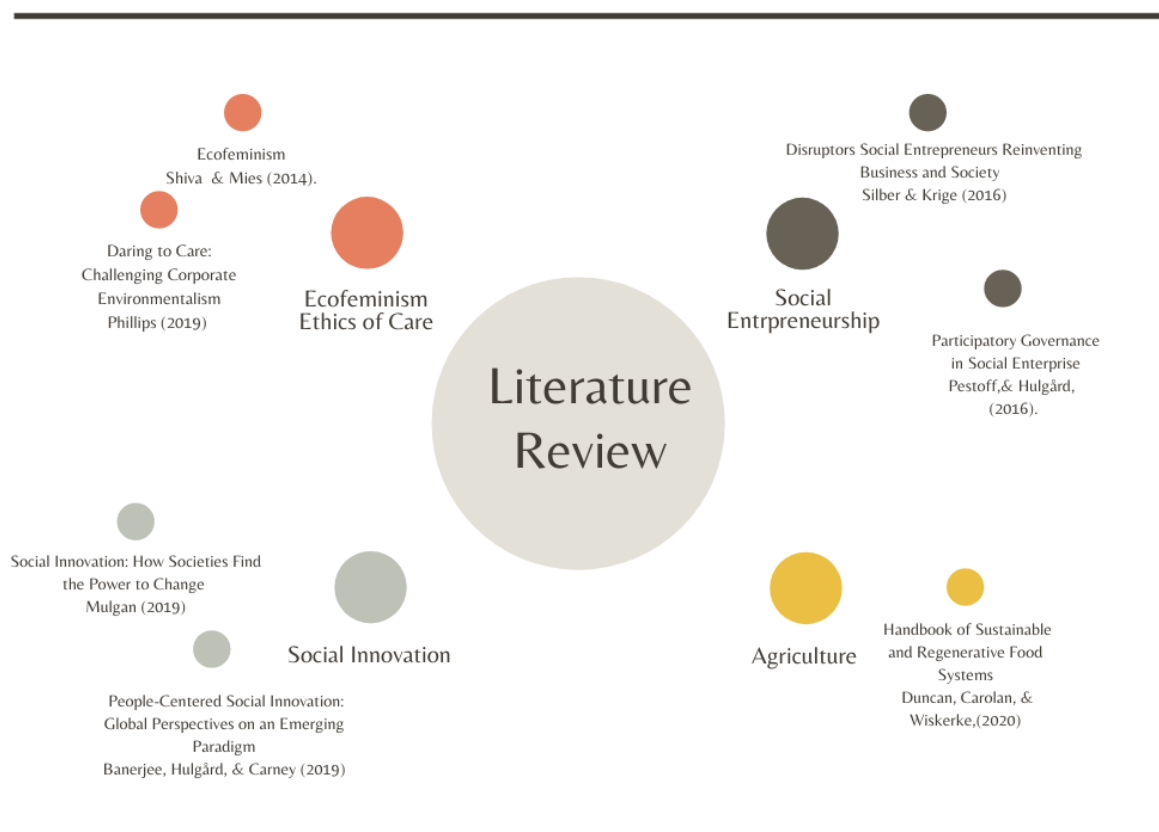 Ecofeminism
Shiva & Mies (2014).
Daring to Care:
Challenging Corporate
Environmentalism
Phillips (2019)
Ecofeminism
Ethics of Care
Disruptors Social Entrepreneurs Reinventing
Business and Society
Silber & Krige (2016)
Social
Entrpreneurship
Participatory Governance
in Social Enterprise
Pestoff,& Hulgård,
(2016).
Literature
Review
Social Innovation: How Societies Find
the Power to Change
Mulgan (2019)
Social Innovation
People-Centered Social Innovation:
Global Perspectives on an Emerging
Paradigm
Banerjee, Hulgård, & Carney (2019)
Agriculture
Handbook of Sustainable
and Regenerative Food
Systems
Duncan, Carolan, &
Wiskerke,(2020)